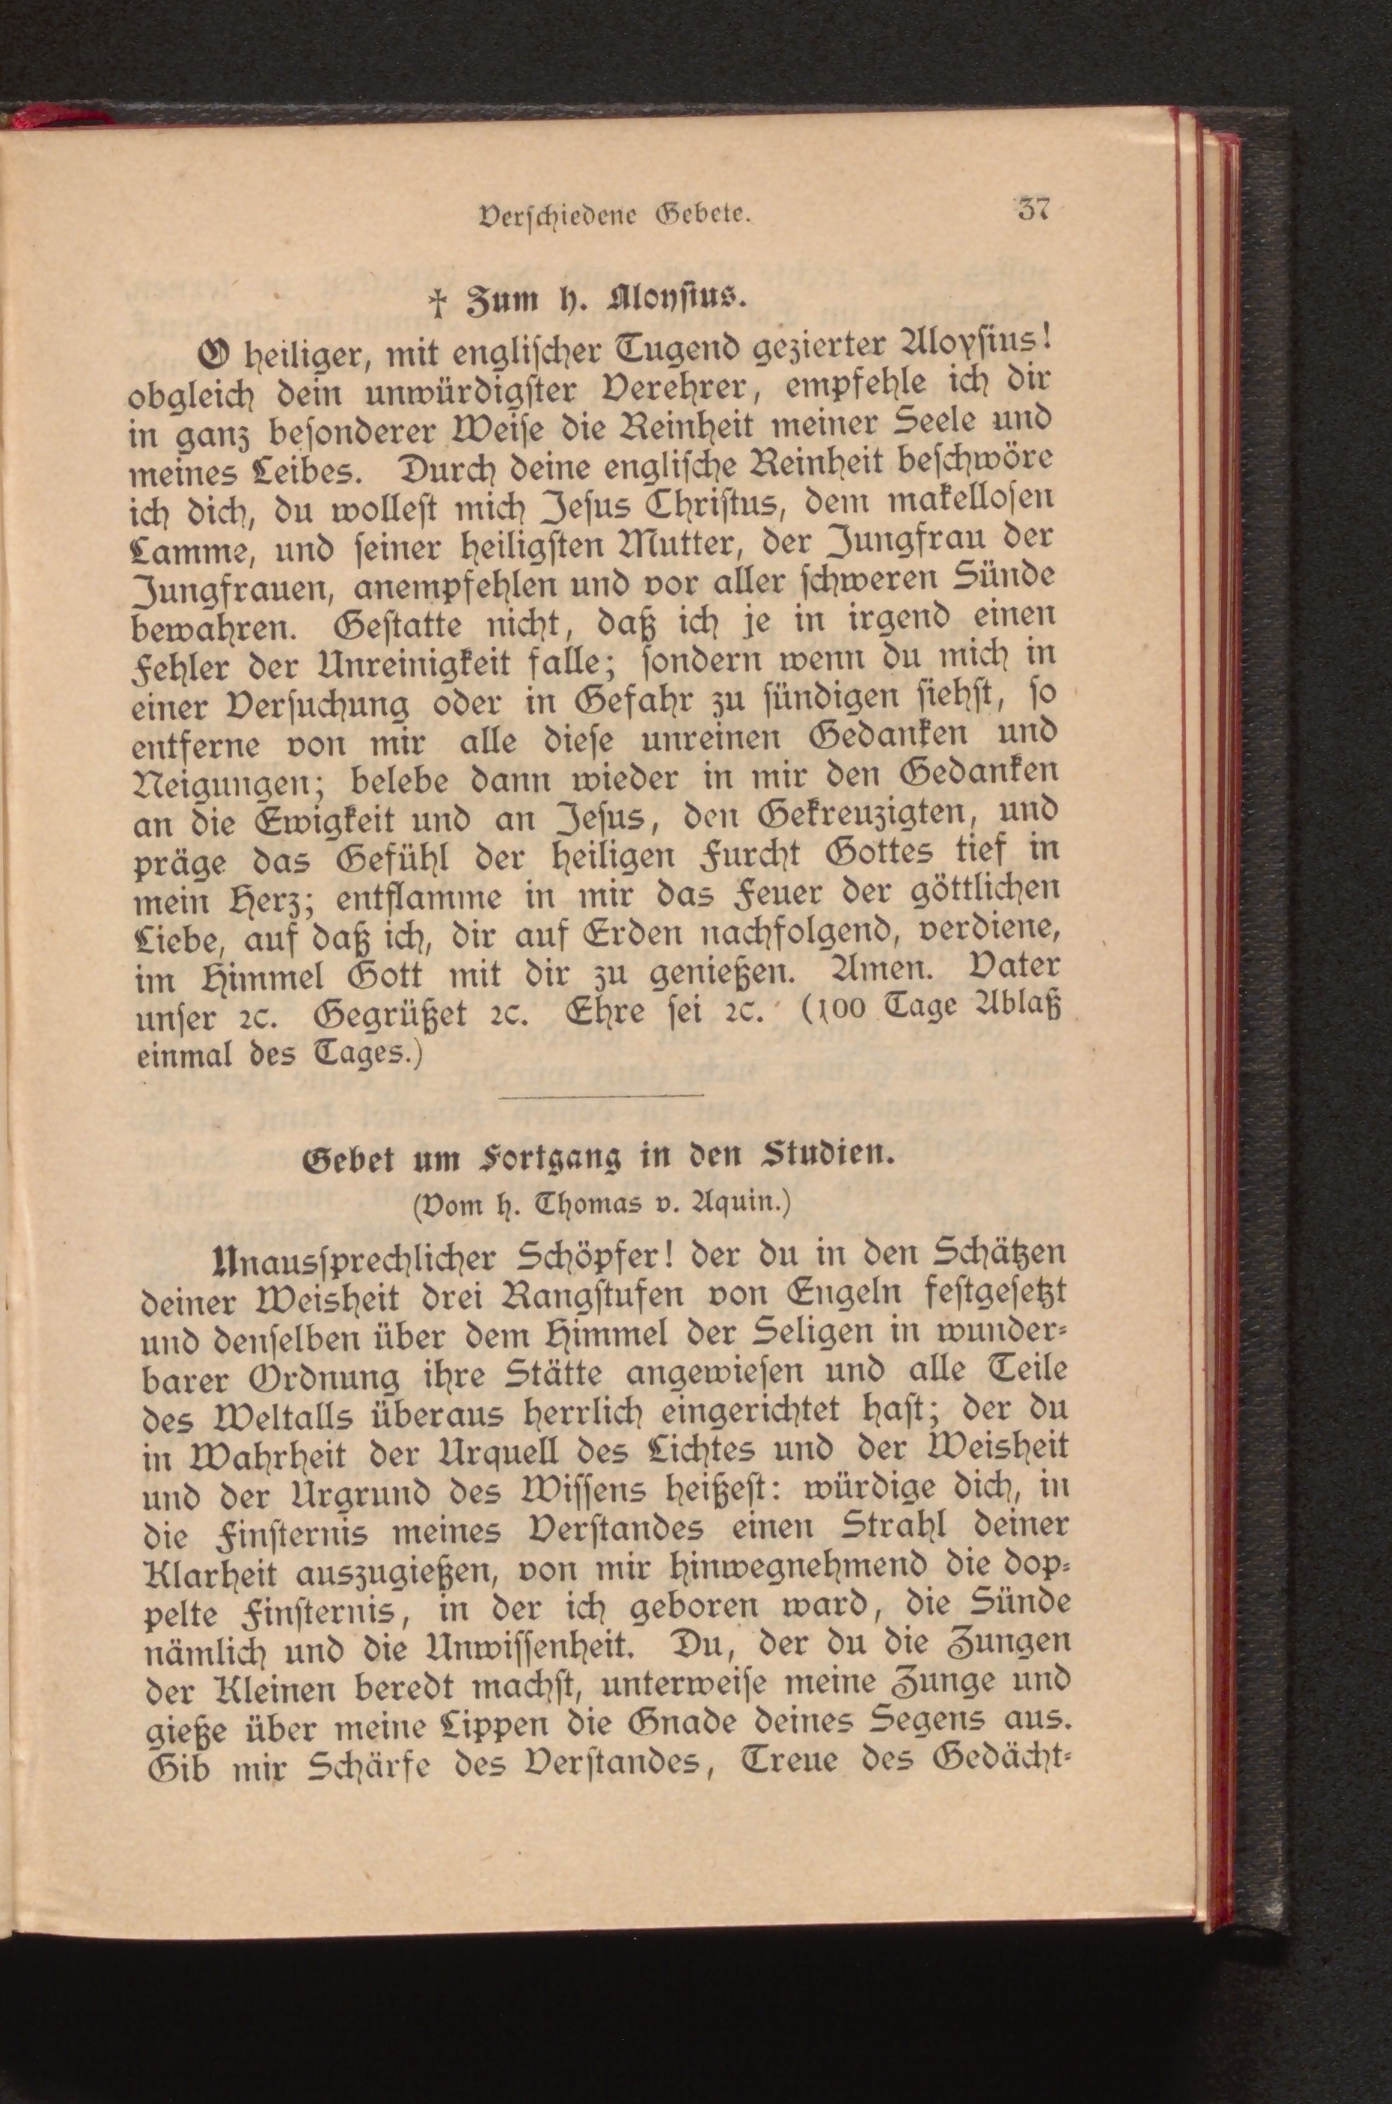 Verschiedene Gebete. 37
† Zum h. Aloysius.
O heiliger, mit englischer Tugend gezierter Aloysius!
obgleich dein unwürdigster Verehrer, empfehle ich dir
in ganz besonderer Weise die Reinheit meiner Seele und
meines Leibes. Durch deine englische Reinheit beschwöre
ich dich, du wollest mich Jesus Christus, dem makellosen
Lamme, und seiner heiligsten Mutter, der Jungfrau der
Jungfrauen, anempfehlen und vor aller schweren Sünde
bewahren. Gestatte nicht, daß ich je in irgend einen
Fehler der Unreinigkeit falle; sondern wenn du mich in
einer Versuchung oder in Gefahr zu sündigen siehst, so
entferne von mir alle diese unreinen Gedanken und
Neigungen; belebe dann wieder in mir den Gedanken
an die Ewigkeit und an Jesus, den Gekreuzigten, und
präge das Gefühl der heiligen Furcht Gottes tief in
mein Herz; entflamme in mir das Feuer der göttlichen
Liebe, auf daß ich, dir auf Erden nachfolgend, verdiene,
im Himmel Gott mit dir zu genießen. Amen. Vater
unser ꝛc. Gegrüßet ꝛc. Ehre sei ꝛc. (100 Tage Ablaß
einmal des Tages.)
Gebet um Fortgang in den Studien.
(Vom h. Thomas v. Aquin.)
Unaussprechlicher Schöpfer! der du in den Schätzen
deiner Weisheit drei Rangstufen von Engeln festgesetzt
und denselben über dem Himmel der Seligen in wunder-
barer Ordnung ihre Stätte angewiesen und alle Teile
des Weltalls überaus herrlich eingerichtet hast; der du
in Wahrheit der Urquell des Lichtes und der Weisheit
und der Urgrund des Wissens heißest: würdige dich, in
die Finsternis meines Verstandes einen Strahl deiner
Klarheit auszugießen, von mir hinwegnehmend die dop-
pelte Finsternis, in der ich geboren ward, die Sünde
nämlich und die Unwissenheit. Du, der du die Zungen
der Kleinen beredt machst, unterweise meine Zunge und
gieße über meine Lippen die Gnade deines Segens aus.
Gib mir Schärfe des Verstandes, Treue des Gedächt-